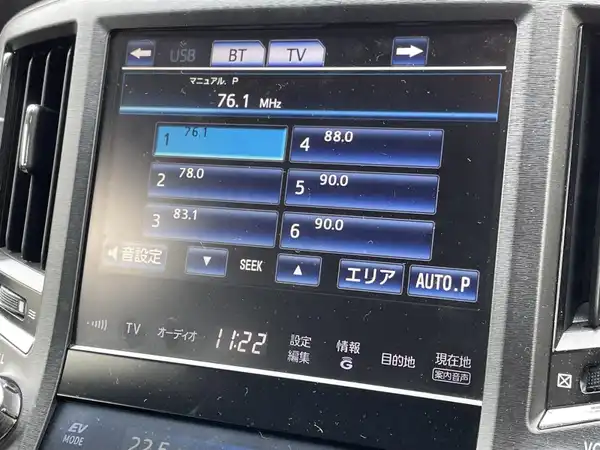 USB BT TV
マニュアル. P
76.1 MHz
1 76.1
4 88.0
2 78.0
5 90.0
3 83.1
6 90.0
音設定
SEEK
エリア
AUTO.P
TV オーディオ 11:22 設定編集 情報 G 目的地 現在地
案内音声
EV MODE
22.5